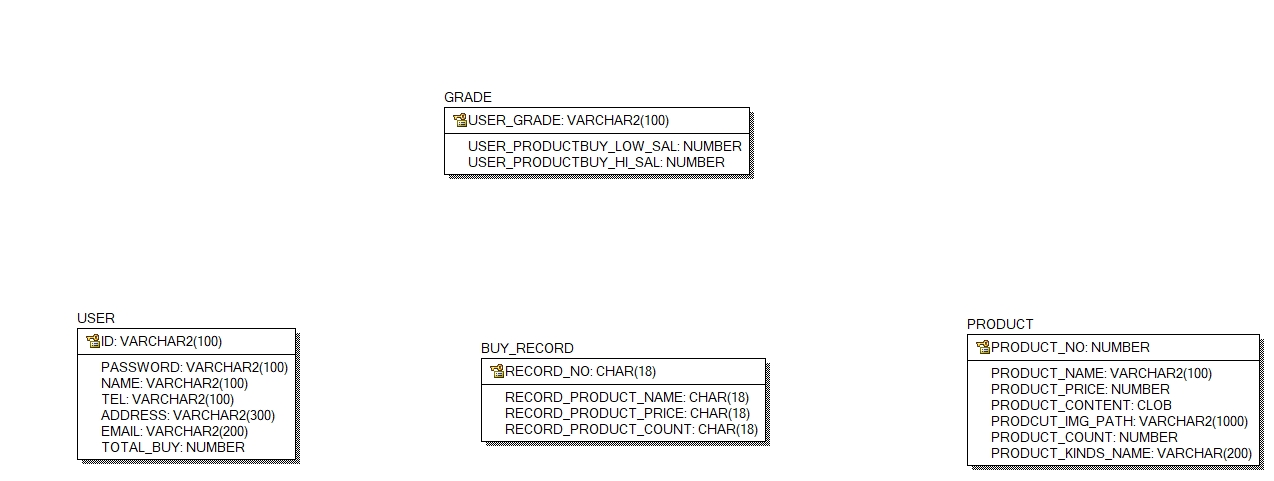 GRADE
USER_GRADE: VARCHAR2(100)
USER_PRODUCTBUY_LOW_SAL: NUMBER
USER_PRODUCTBUY_HI_SAL: NUMBER
USER
ID: VARCHAR2(100)
PASSWORD: VARCHAR2(100)
NAME: VARCHAR2(100)
TEL: VARCHAR2(100)
ADDRESS: VARCHAR2(300)
EMAIL: VARCHAR2(200)
TOTAL_BUY: NUMBER
BUY_RECORD
RECORD_NO: CHAR(18)
RECORD_PRODUCT_NAME: CHAR(18)
RECORD_PRODUCT_PRICE: CHAR(18)
RECORD_PRODUCT_COUNT: CHAR(18)
PRODUCT
PRODUCT_NO: NUMBER
PRODUCT_NAME: VARCHAR2(100)
PRODUCT_PRICE: NUMBER
PRODUCT_CONTENT: CLOB
PRODCUT_IMG_PATH: VARCHAR2(1000)
PRODUCT_COUNT: NUMBER
PRODUCT_KINDS_NAME: VARCHAR(200)